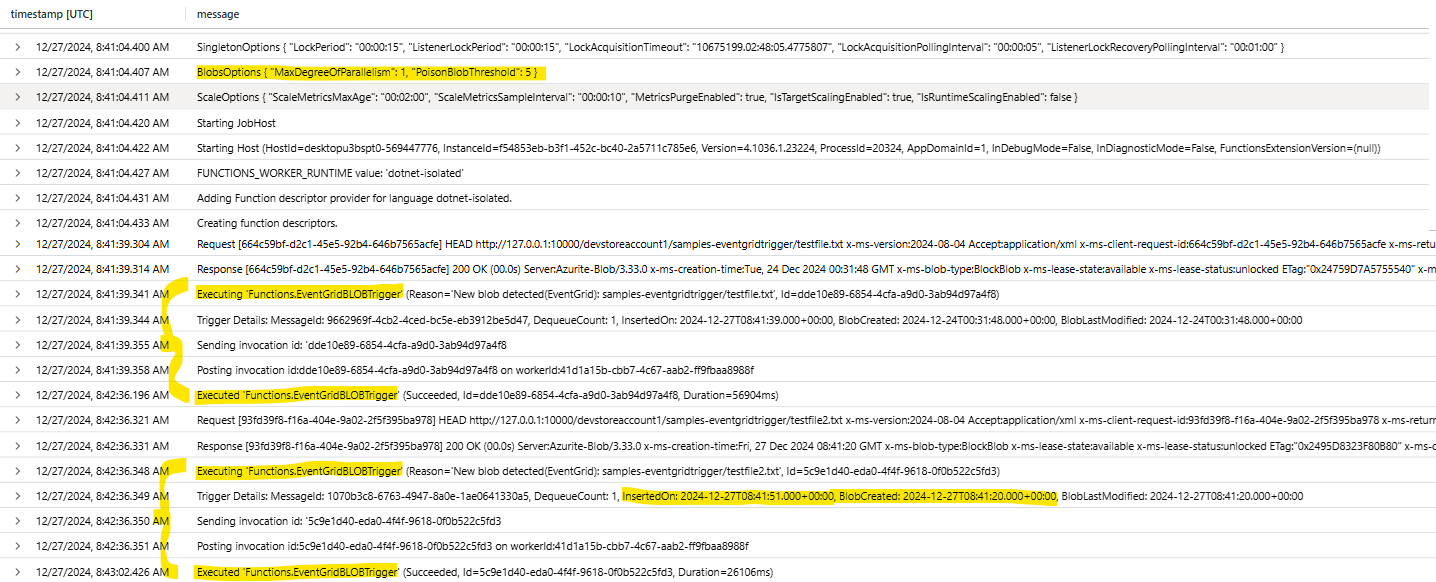 timestamp [UTC] message
12/27/2024, 8:41:04.400 AM SingletonOptions { "LockPeriod": "00:00:15", "ListenerLockPeriod": "00:00:15", "LockAcquisitionTimeout": "10675199.02:48:05.4775807", "LockAcquisitionPollingInterval": "00:00:05", "ListenerLockRecoveryPollingInterval": "00:01:00" }
12/27/2024, 8:41:04.407 AM BlobsOptions { "MaxDegreeOfParallelism": 1, "PoisonBlobThreshold": 5 }
12/27/2024, 8:41:04.411 AM ScaleOptions { "ScaleMetricsMaxAge": "00:02:00", "ScaleMetricsSampleInterval": "00:00:10", "MetricsPurgeEnabled": true, "IsTargetScalingEnabled": true, "IsRuntimeScalingEnabled": false }
12/27/2024, 8:41:04.420 AM Starting JobHost
12/27/2024, 8:41:04.422 AM Starting Host (HostId=desktopu3bspt0-569447776, InstanceId=f54853eb-b3f1-452c-bc40-2a5711c785e6, Version=4.1036.1.23224, ProcessId=20324, AppDomainId=1, InDebugMode=False, InDiagnosticMode=False, FunctionsExtensionVersion=(null))
12/27/2024, 8:41:04.427 AM FUNCTIONS_WORKER_RUNTIME value: 'dotnet-isolated'
12/27/2024, 8:41:04.431 AM Adding Function descriptor provider for language dotnet-isolated.
12/27/2024, 8:41:04.433 AM Creating function descriptors.
12/27/2024, 8:41:39.304 AM Request [664c59bf-d2c1-45e5-92b4-646b7565acfe] HEAD http://127.0.0.1:10000/devstoreaccount1/samples-eventgridtrigger/testfile.txt x-ms-version:2024-08-04 Accept:application/xml x-ms-client-request-id:664c59bf-d2c1-45e5-92b4-646b7565acfe x-ms-retu
12/27/2024, 8:41:39.314 AM Response [664c59bf-d2c1-45e5-92b4-646b7565acfe] 200 OK (00.0s) Server:Azurite-Blob/3.33.0 x-ms-creation-time:Tue, 24 Dec 2024 00:31:48 GMT x-ms-blob-type:BlockBlob x-ms-lease-state:available x-ms-lease-status:unlocked ETag:"0x24759D7A5755540" x-m
12/27/2024, 8:41:39.341 AM Executing 'Functions.EventGridBLOBTrigger' (Reason='New blob detected(EventGrid): samples-eventgridtrigger/testfile.txt', Id=dde10e89-6854-4cfa-a9d0-3ab94d97a4f8)
12/27/2024, 8:41:39.344 AM Trigger Details: MessageId: 9662969f-4cb2-4ced-bc5e-eb3912be5d47, DequeueCount: 1, InsertedOn: 2024-12-27T08:41:39.000+00:00, BlobCreated: 2024-12-24T00:31:48.000+00:00, BlobLastModified: 2024-12-24T00:31:48.000+00:00
12/27/2024, 8:41:39.355 AM Sending invocation id: 'dde10e89-6854-4cfa-a9d0-3ab94d97a4f8
12/27/2024, 8:41:39.358 AM Posting invocation id:dde10e89-6854-4cfa-a9d0-3ab94d97a4f8 on workerId:41d1a15b-cbb7-4c67-aab2-ff9fbaa8988f
12/27/2024, 8:42:36.196 AM Executed 'Functions.EventGridBLOBTrigger' (Succeeded, Id=dde10e89-6854-4cfa-a9d0-3ab94d97a4f8, Duration=56904ms)
12/27/2024, 8:42:36.321 AM Request [93fd39f8-f16a-404e-9a02-2f5f395ba978] HEAD http://127.0.0.1:10000/devstoreaccount1/samples-eventgridtrigger/testfile2.txt x-ms-version:2024-08-04 Accept:application/xml x-ms-client-request-id:93fd39f8-f16a-404e-9a02-2f5f395ba978 x-ms-return
12/27/2024, 8:42:36.331 AM Response [93fd39f8-f16a-404e-9a02-2f5f395ba978] 200 OK (00.0s) Server:Azurite-Blob/3.33.0 x-ms-creation-time:Fri, 27 Dec 2024 08:41:20 GMT x-ms-blob-type:BlockBlob x-ms-lease-state:available x-ms-lease-status:unlocked ETag:"0x2495D8323F80B80" x-ms-c
12/27/2024, 8:42:36.348 AM Executing 'Functions.EventGridBLOBTrigger' (Reason='New blob detected(EventGrid): samples-eventgridtrigger/testfile2.txt', Id=5c9e1d40-eda0-4f4f-9618-0f0b522c5fd3)
12/27/2024, 8:42:36.349 AM Trigger Details: MessageId: 1070b3c8-6763-4947-8a0e-1ae0641330a5, DequeueCount: 1, InsertedOn: 2024-12-27T08:41:51.000+00:00, BlobCreated: 2024-12-27T08:41:20.000+00:00, BlobLastModified: 2024-12-27T08:41:20.000+00:00
12/27/2024, 8:42:36.350 AM Sending invocation id: '5c9e1d40-eda0-4f4f-9618-0f0b522c5fd3
12/27/2024, 8:42:36.351 AM Posting invocation id:5c9e1d40-eda0-4f4f-9618-0f0b522c5fd3 on workerId:41d1a15b-cbb7-4c67-aab2-ff9fbaa8988f
12/27/2024, 8:43:02.426 AM Executed 'Functions.EventGridBLOBTrigger' (Succeeded, Id=5c9e1d40-eda0-4f4f-9618-0f0b522c5fd3, Duration=26106ms)